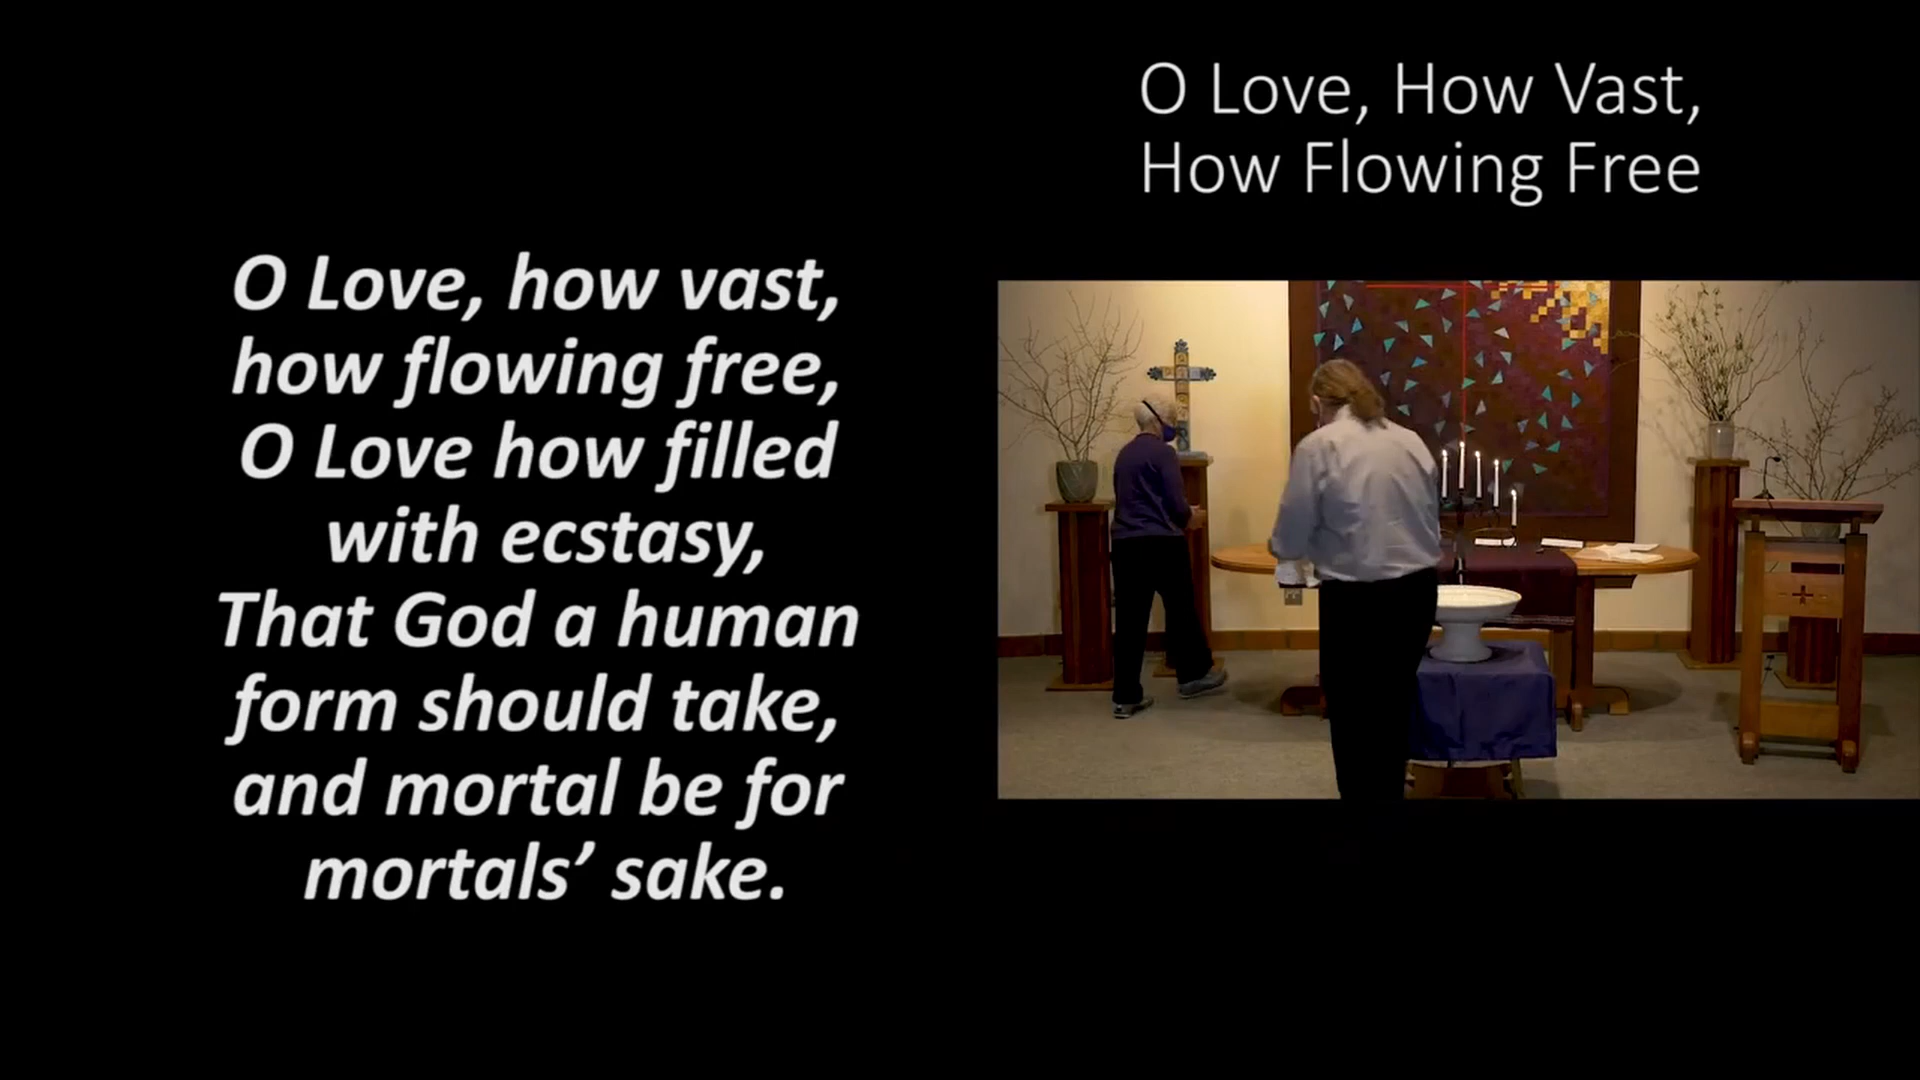 O Love, How Vast,
How Flowing Free
O Love, how vast,
how flowing free,
O Love how filled
with ecstasy,
That God a human
form should take,
and mortal be for
mortals’ sake.